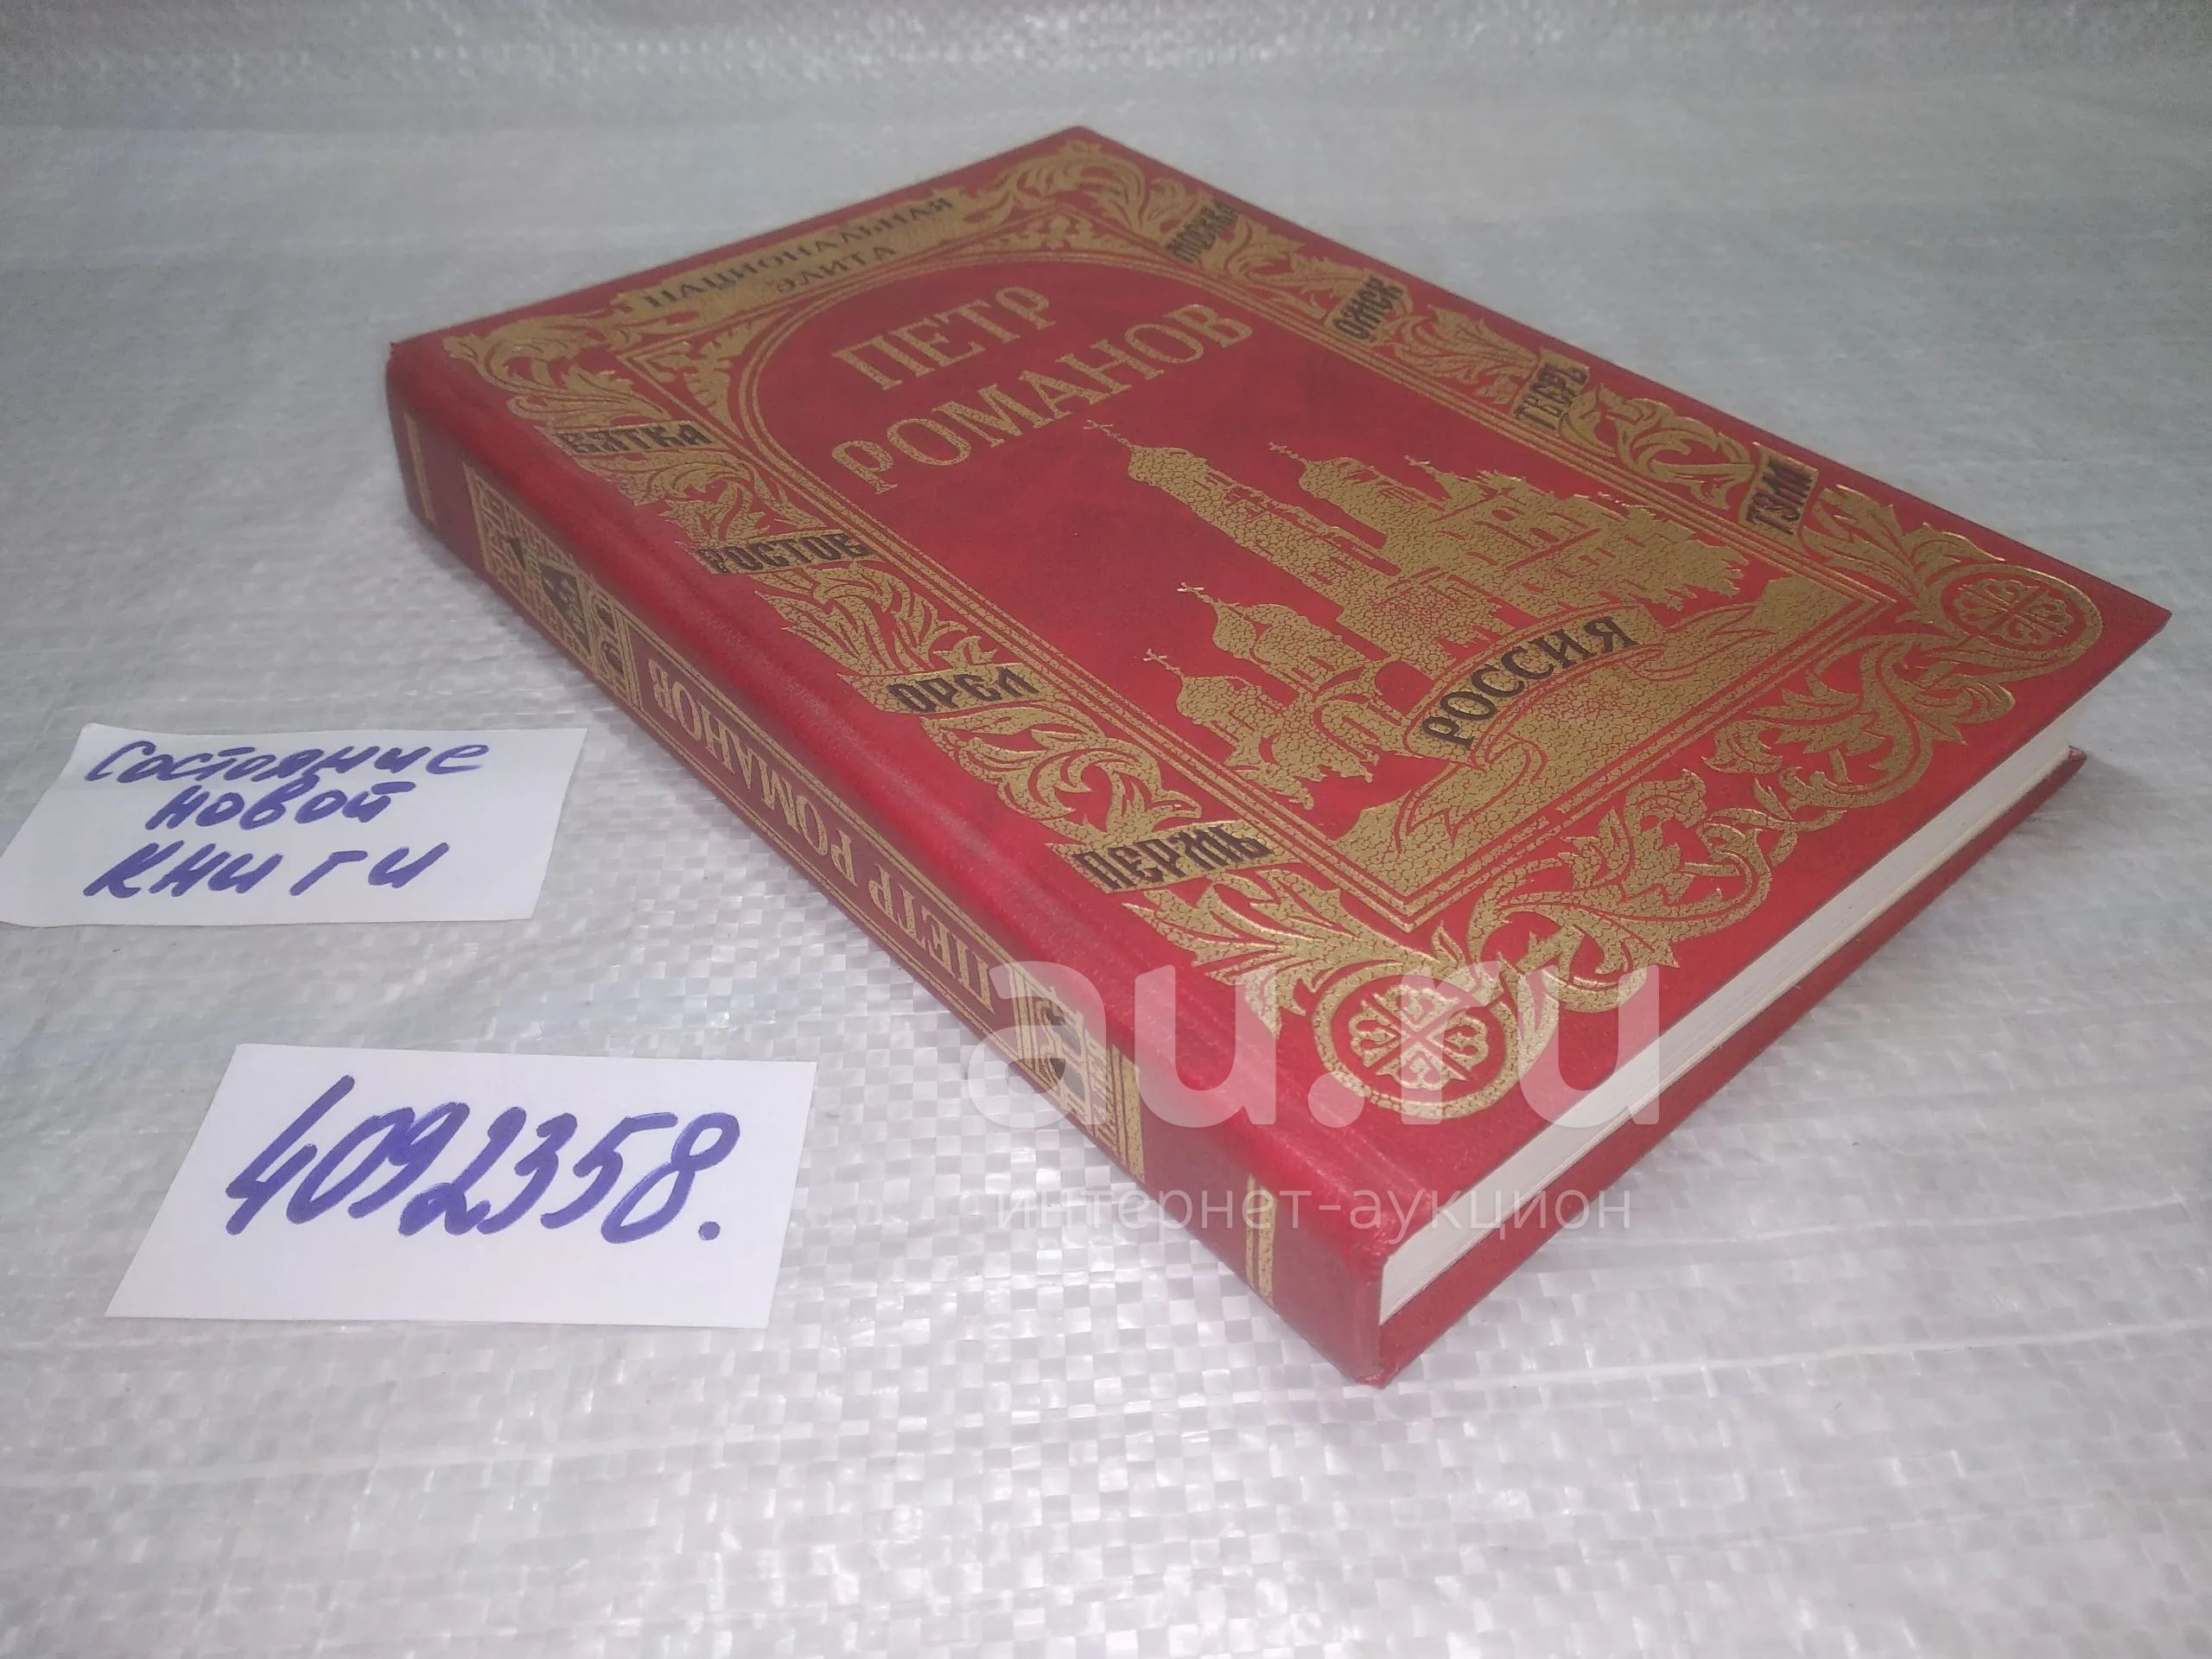 НАЦИОНАЛЬНАЯ
ЭЛИТА
ПЕТР
РОМАНОВ
МОСКВА
ОМСК
ТВЕРЬ
ТУЛА
ВЯТКА
РОСТОВ
ОРЕЛ
ПЕРМЬ
РОССИЯ
ПЕТР РОМАНОВ
Состояние
новой
книги
4092358.
au.ru
интернет-аукцион